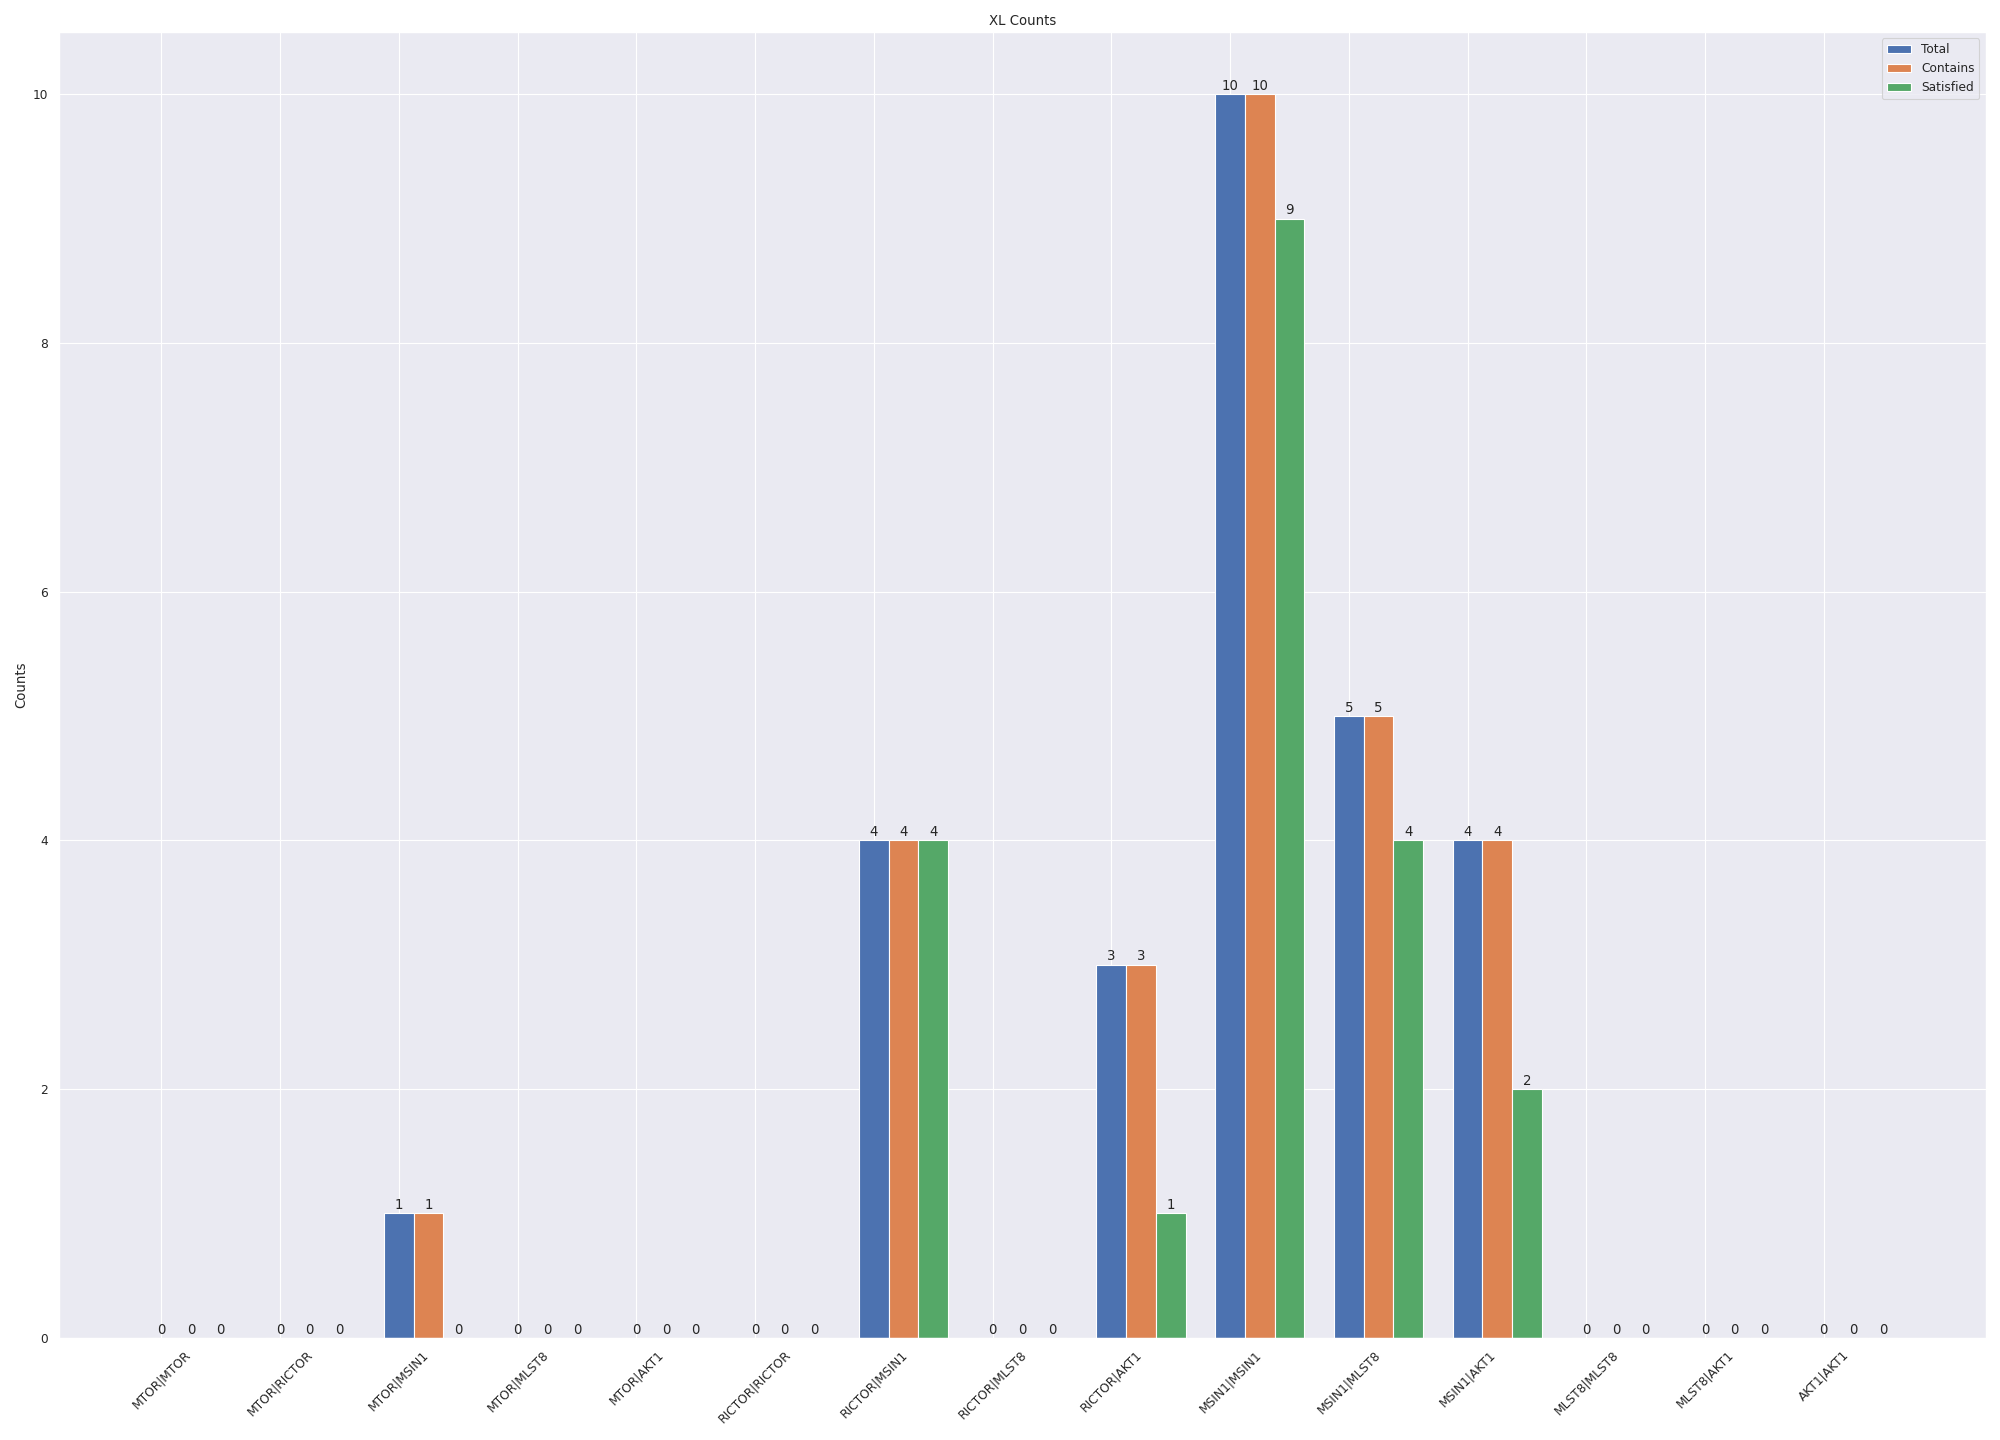 XL Counts
Total
Contains
Satisfied
Counts
10
8
6
4
2
0
10 10
9
5 5
4 4 4
4
4 4
3 3
2
1 1
1
0 0 0
0 0 0
0
0 0 0
0 0 0
0 0 0
0 0 0
0 0 0
0 0 0
0 0 0
MTOR|MTOR
MTOR|RICTOR
MTOR|MSIN1
MTOR|MLST8
MTOR|AKT1
RICTOR|RICTOR
RICTOR|MSIN1
RICTOR|MLST8
RICTOR|AKT1
MSIN1|MSIN1
MSIN1|MLST8
MSIN1|AKT1
MLST8|MLST8
MLST8|AKT1
AKT1|AKT1